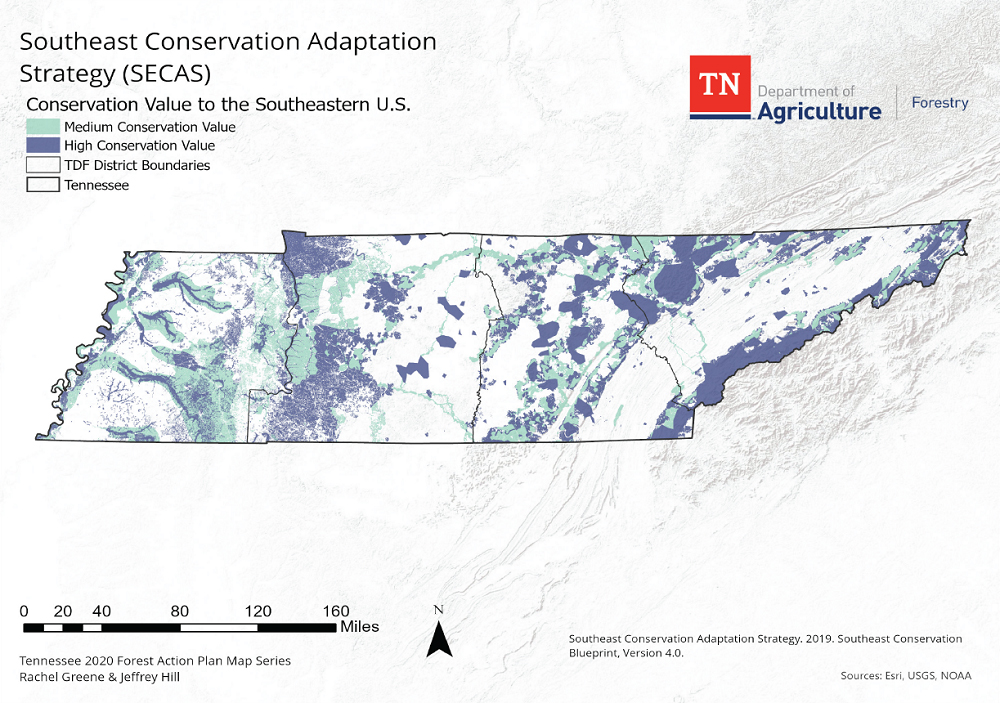 Southeast Conservation Adaptation
Strategy (SECAS)
Conservation Value to the Southeastern U.S.
Medium Conservation Value
High Conservation Value
TDF District Boundaries
Tennessee
TN
Department of
Agriculture
Forestry
0 20 40 80 120 160
Miles
N
Tennessee 2020 Forest Action Plan Map Series
Rachel Greene & Jeffrey Hill
Southeast Conservation Adaptation Strategy. 2019. Southeast Conservation
Blueprint, Version 4.0.
Sources: Esri, USGS, NOAA